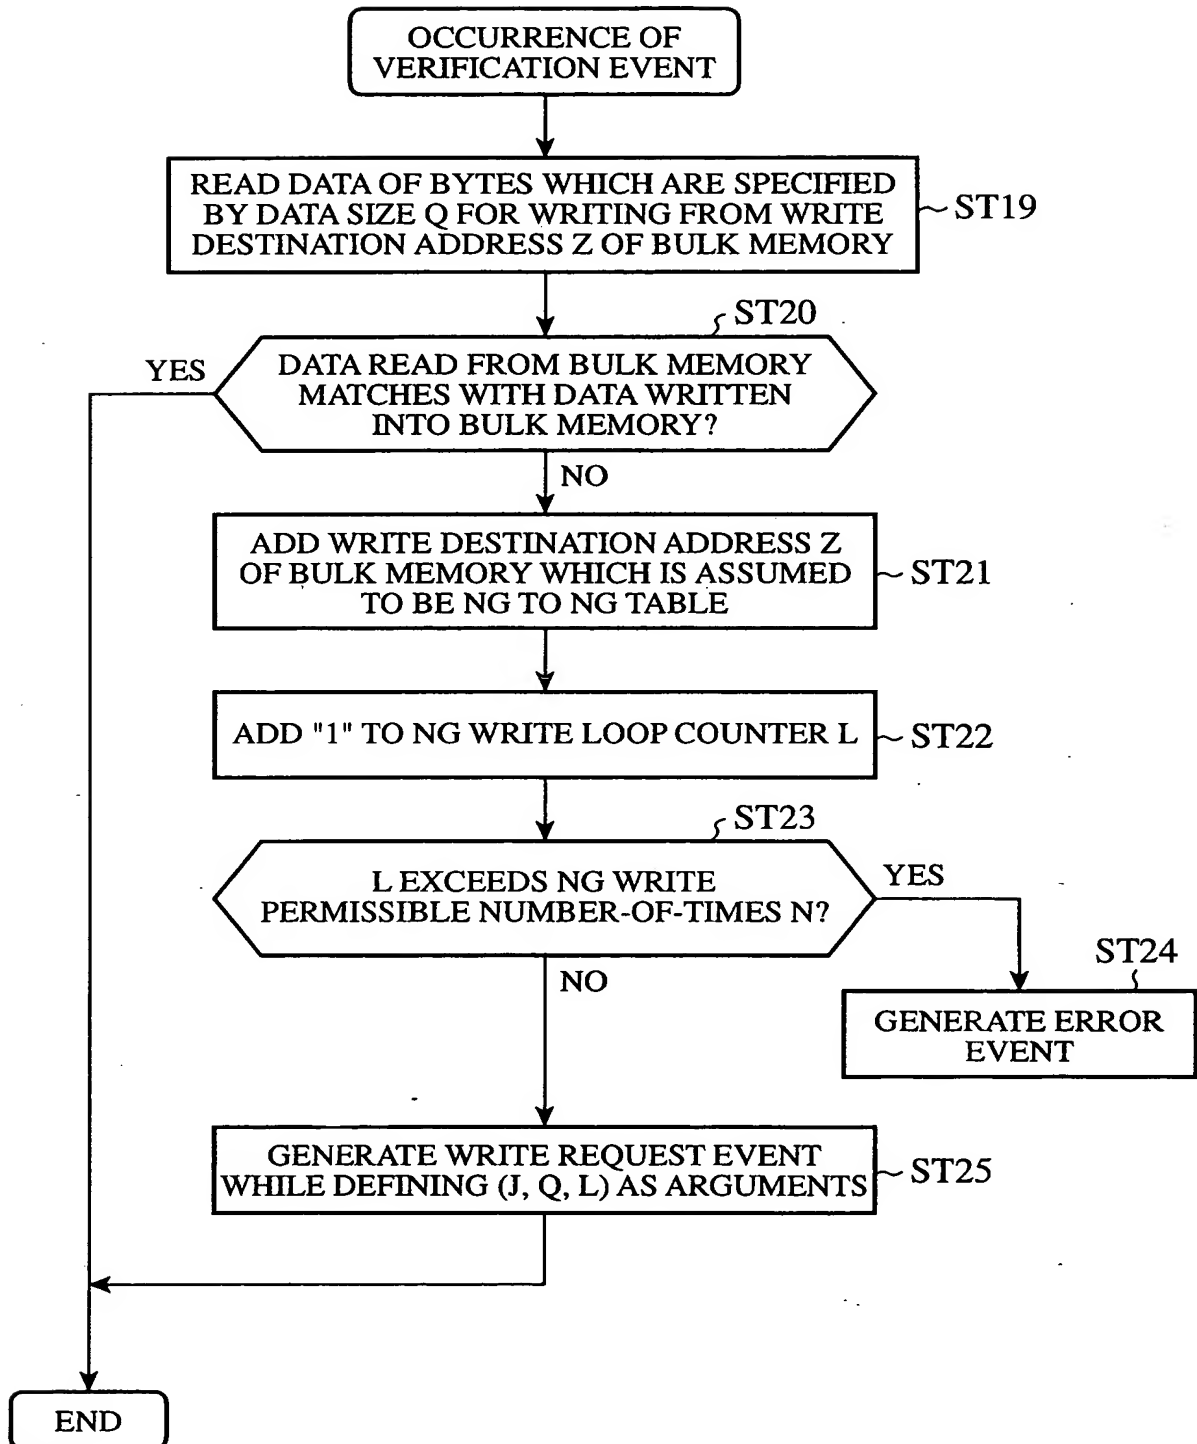 OCCURRENCE OF
VERIFICATION EVENT
READ DATA OF BYTES WHICH ARE SPECIFIED
BY DATA SIZE Q FOR WRITING FROM WRITE
DESTINATION ADDRESS Z OF BULK MEMORY
ST19
ST20
YES
DATA READ FROM BULK MEMORY
MATCHES WITH DATA WRITTEN
INTO BULK MEMORY?
NO
ADD WRITE DESTINATION ADDRESS Z
OF BULK MEMORY WHICH IS ASSUMED
TO BE NG TO NG TABLE
ST21
ADD "1" TO NG WRITE LOOP COUNTER L
ST22
ST23
L EXCEEDS NG WRITE
PERMISSIBLE NUMBER-OF-TIMES N?
YES
NO
ST24
GENERATE ERROR
EVENT
GENERATE WRITE REQUEST EVENT
WHILE DEFINING (J, Q, L) AS ARGUMENTS
ST25
END